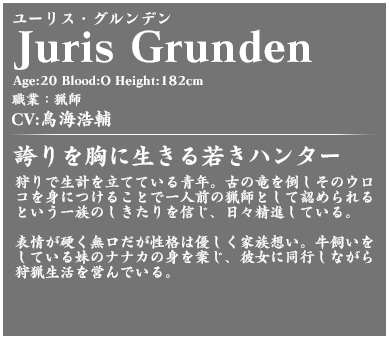 ユーリス・グルンデン
Juris Grunden
Age:20 Blood:O Height:182cm
職業：猟師
CV:鳥海浩輔
誇りを胸に生きる若きハンター
狩りで生計を立てている青年。古の竜を倒しそのウロ
コを身につけることで一人前の猟師として認められる
という一族のしきたりを信じ、日々精進している。
表情が硬く無口だが性格は優しく家族想い。牛飼いを
している妹のナナカの身を案じ、彼女に同行しながら
狩猟生活を営んでいる。